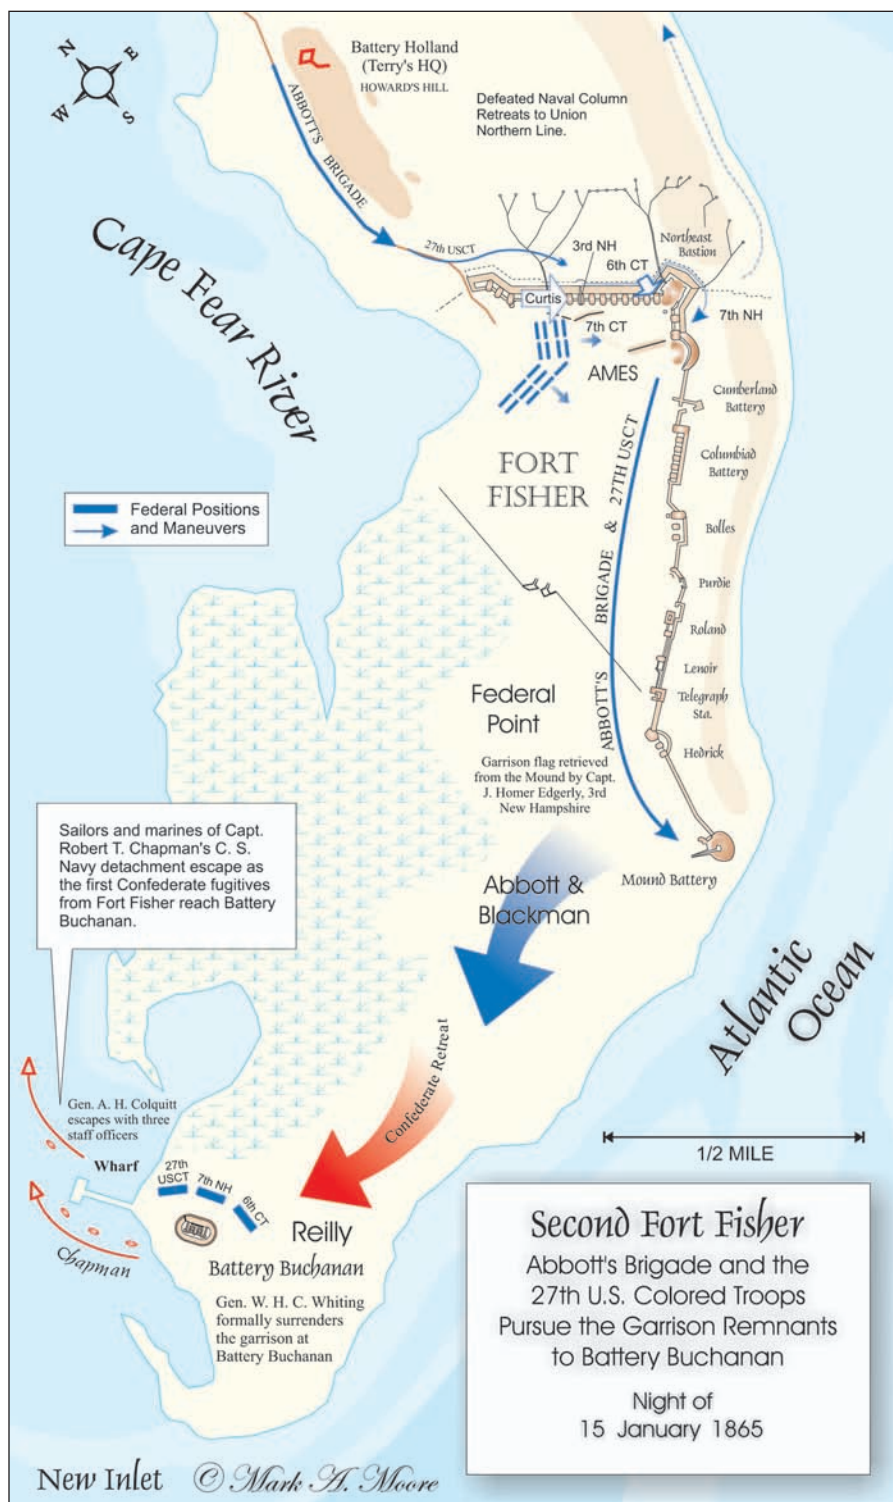 N
E
W
S
Battery Holland
(Terry's HQ)
HOWARD'S HILL
Defeated Naval Column
Retreats to Union
Northern Line.
ABBOTT'S BRIGADE
Cape Fear River
27th USCT
3rd NH
6th CT
Northeast
Bastion
Curtis
7th CT
7th NH
AMES
Cumberland
Battery
Columbiad
Battery
FORT
FISHER
Federal Positions
and Maneuvers
Bolles
Purdie
Roland
Lenoir
Telegraph
Sta.
Hedrick
ABBOTT'S BRIGADE & 27TH USCT
Federal
Point
Garrison flag retrieved
from the Mound by Capt.
J. Homer Edgerly, 3rd
New Hampshire
Mound Battery
Sailors and marines of Capt.
Robert T. Chapman's C. S.
Navy detachment escape as
the first Confederate fugitives
from Fort Fisher reach Battery
Buchanan.
Abbott &
Blackman
Atlantic
Ocean
Confederate Retreat
Gen. A. H. Colquitt
escapes with three
staff officers
Wharf
27th
USCT
7th NH
6th CT
Reilly
Chapman
Battery Buchanan
Gen. W. H. C. Whiting
formally surrenders
the garrison at
Battery Buchanan
1/2 MILE
Second Fort Fisher
Abbott's Brigade and the
27th U.S. Colored Troops
Pursue the Garrison Remnants
to Battery Buchanan
Night of
15 January 1865
New Inlet
© Mark A. Moore